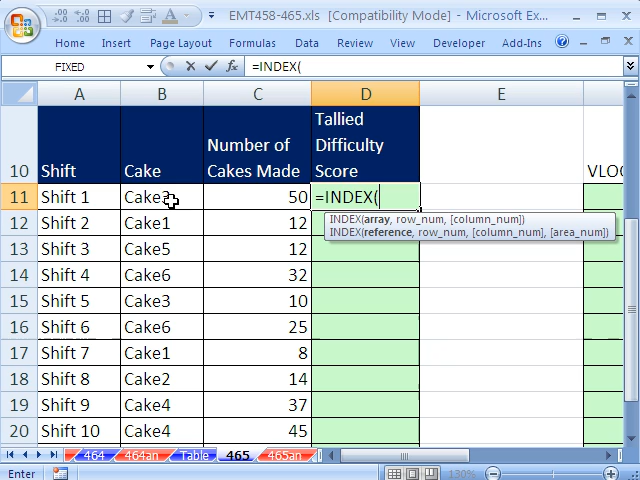 EMT458-465.xls [Compatibility Mode] - Microsoft Ex...
Home Insert Page Layout Formulas Data Review View Developer Add-Ins
FIXED =INDEX(
A B C D E
10 Shift Cake Number of Cakes Made Tallied Difficulty Score VLOO
11 Shift 1 50 =INDEX(
INDEX(array, row_num, [column_num])
INDEX(reference, row_num, [column_num], [area_num])
12 Shift 2 Cake1 12
13 Shift 3 Cake5 12
14 Shift 4 Cake6 32
15 Shift 5 Cake3 10
16 Shift 6 Cake6 25
17 Shift 7 Cake1 8
18 Shift 8 Cake2 14
19 Shift 9 Cake4 37
20 Shift 10 Cake4 45
464 464an Table 465 465an
Enter 130%